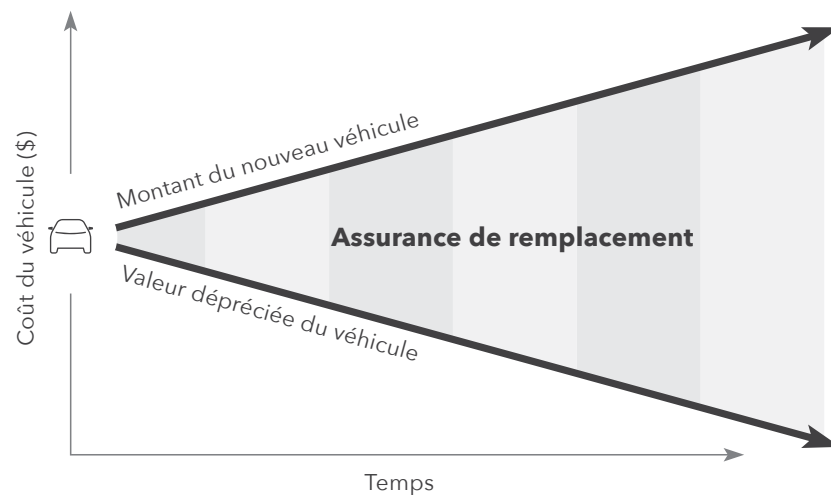 Coût du véhicule ($)
Montant du nouveau véhicule
Assurance de remplacement
Valeur dépréciée du véhicule
Temps